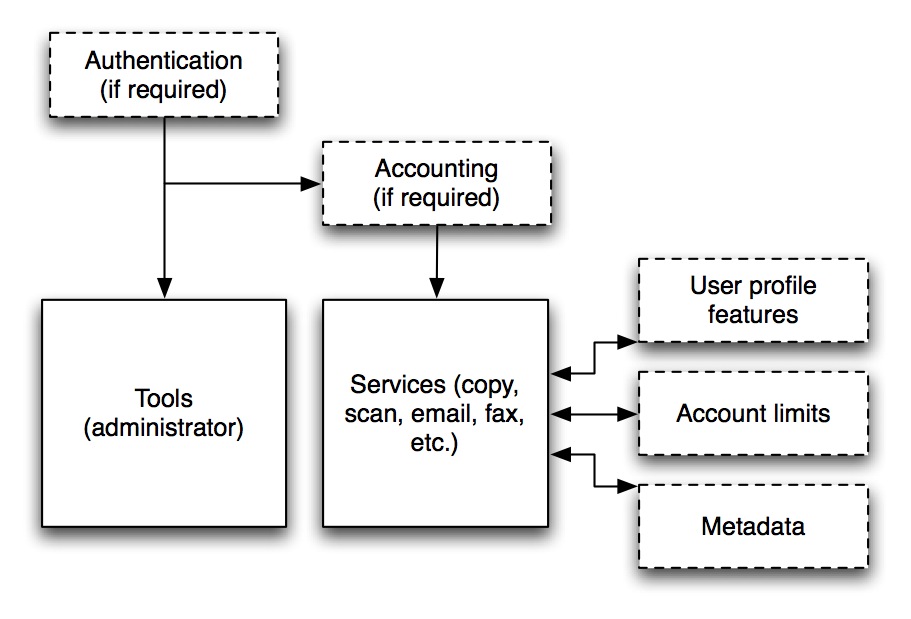 Authentication
(if required)
Accounting
(if required)
Tools
(administrator)
Services (copy,
scan, email, fax,
etc.)
User profile
features
Account limits
Metadata